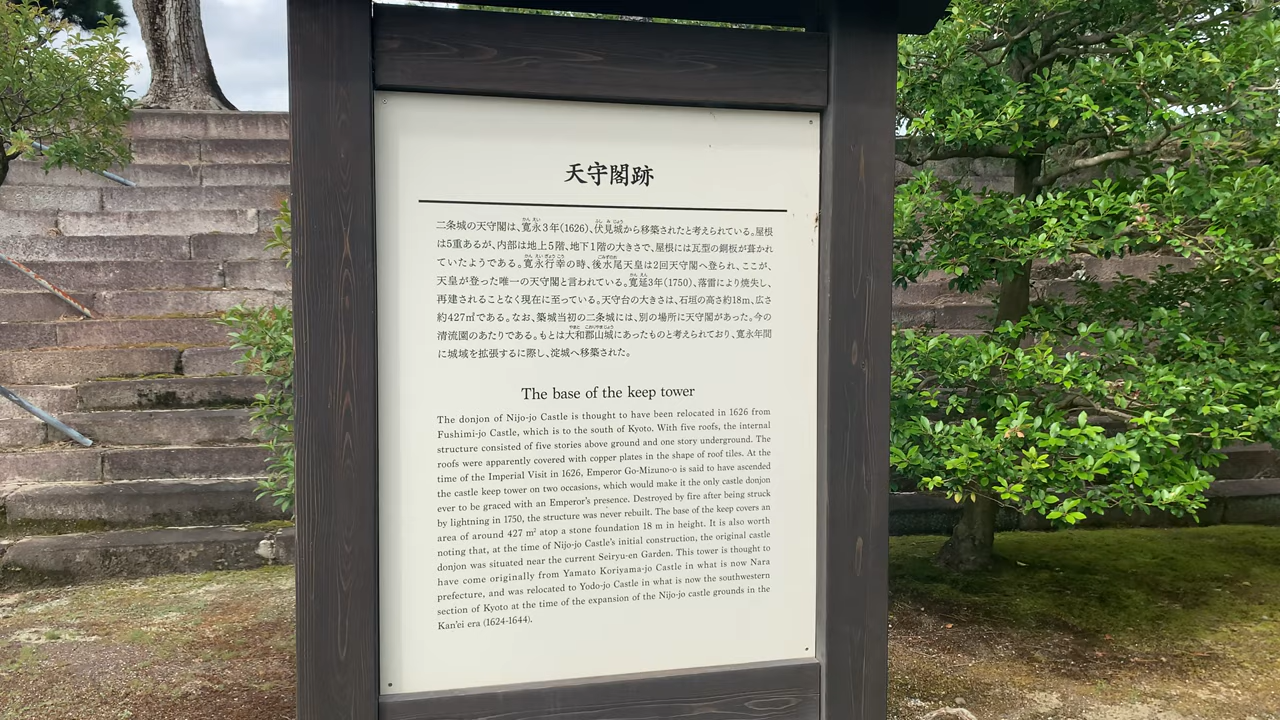 天守閣跡
二条城の天守閣は、寛永3年(1626)、伏見城から移築されたと考えられている。屋根
は5重あるが、内部は地上5階、地下1階の大きさで、屋根には瓦型の銅板が葺かれ
ていたようである。寛永行幸の時、後水尾天皇は2回天守閣へ登られ、ここが、
天皇が登った唯一の天守閣と言われている。寛延3年(1750)、落雷により焼失し、
再建されることなく現在に至っている。天守台の大きさは、石垣の高さ約18m、広さ
約427㎡である。なお、築城当初の二条城には、別の場所に天守閣があった。今の
清流園のあたりである。もとは大和郡山城にあったものと考えられており、寛永年間
に城域を拡張するに際し、淀城へ移築された。
The base of the keep tower
The donjon of Nijo-jo Castle is thought to have been relocated in 1626 from
Fushimi-jo Castle, which is to the south of Kyoto. With five roofs, the internal
structure consisted of five stories above ground and one story underground. The
roofs were apparently covered with copper plates in the shape of roof tiles. At the
time of the Imperial Visit in 1626, Emperor Go-Mizuno-o is said to have ascended
the castle keep tower on two occasions, which would make it the only castle donjon
ever to be graced with an Emperor's presence. Destroyed by fire after being struck
by lightning in 1750, the structure was never rebuilt. The base of the keep covers an
area of around 427 m² atop a stone foundation 18 m in height. It is also worth
noting that, at the time of Nijo-jo Castle's initial construction, the original castle
donjon was situated near the current Seiryu-en Garden. This tower is thought to
have come originally from Yamato Koriyama-jo Castle in what is now Nara
prefecture, and was relocated to Yodo-jo Castle in what is now the southwestern
section of Kyoto at the time of the expansion of the Nijo-jo castle grounds in the
Kan'ei era (1624-1644).